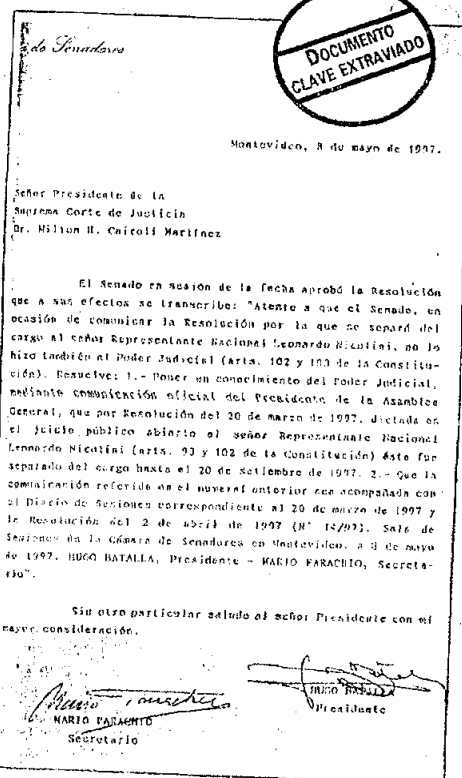 de Senadores
DOCUMENTO
CLAVE EXTRAVIADO
Montevideo, 8 de mayo de 1997.
Señor Presidente de la
Suprema Corte de Justicia
Dr. Milton H. Cairoli Martínez
El Senado en sesión de la fecha aprobó la Resolución
que a sus efectos se transcribe: "Atento a que el Senado, en
ocasión de comunicar la Resolución por la que se separó del
cargo al señor Representante Nacional Leonardo Nicolini, no lo
hizo también al Poder Judicial (arts. 102 y 103 de la Constitu-
ción). Resuelve: 1.- Poner en conocimiento del Poder Judicial,
mediante comunicación oficial del Presidente de la Asamblea
General, que por Resolución del 20 de marzo de 1997, dictada en
el juicio público abierto al señor Representante Nacional
Leonardo Nicolini (arts. 93 y 102 de la Constitución) éste fue
separado del cargo hasta el 20 de setiembre de 1997. 2.- Que la
comunicación referida en el numeral anterior sea acompañada con
el Diario de Sesiones correspondiente al 20 de marzo de 1997 y
la Resolución del 2 de abril de 1997 (Nº 14/97). Sala de
Sesiones de la Cámara de Senadores en Montevideo, a 8 de mayo
de 1997. HUGO BATALLA, Presidente - MARIO FARACHIO, Secreta-
rio".
Sin otro particular saludo al señor Presidente con mi
mayor consideración.
HUGO BATALLA
Presidente
MARIO FARACHIO
Secretario